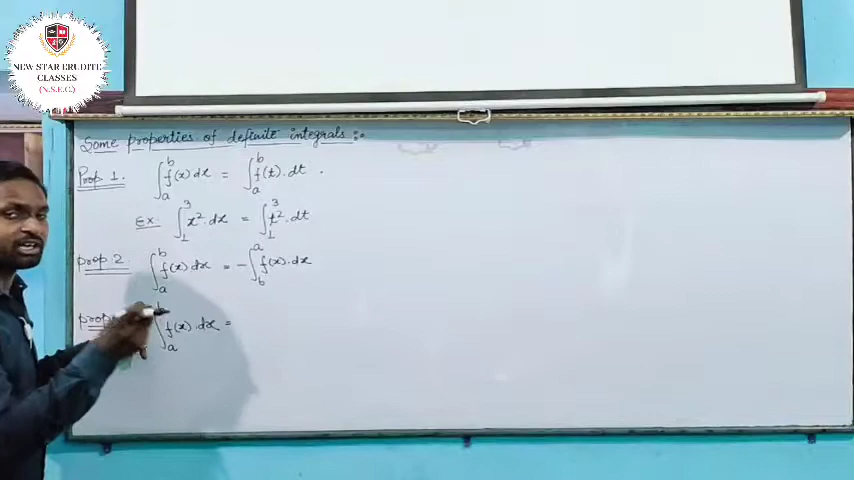 NEW STAR ERUDITE
CLASSES
(N.S.E.C)
Some properties of definite integrals :-
Prop 1. ∫_a^b f(x) dx = ∫_a^b f(t). dt .
Ex. ∫_1^3 x². dx = ∫_1^3 t². dt
prop. 2 ∫_a^b f(x) dx = - ∫_b^a f(x). dx
∫_a^b f(x). dx =